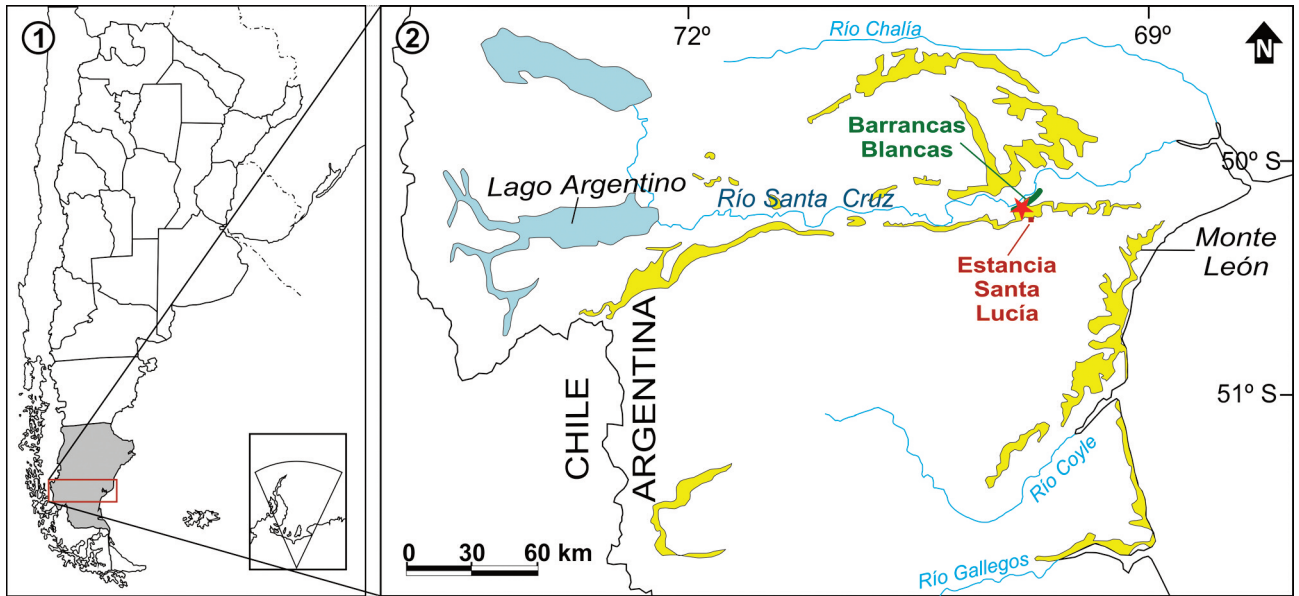 1
2
72º
69º
Río Chalía
N
Barrancas
Blancas
50º S
Lago Argentino
Río Santa Cruz
Monte
León
Estancia
Santa
Lucía
CHILE
ARGENTINA
51º S
Río Coyle
0 30 60 km
Río Gallegos